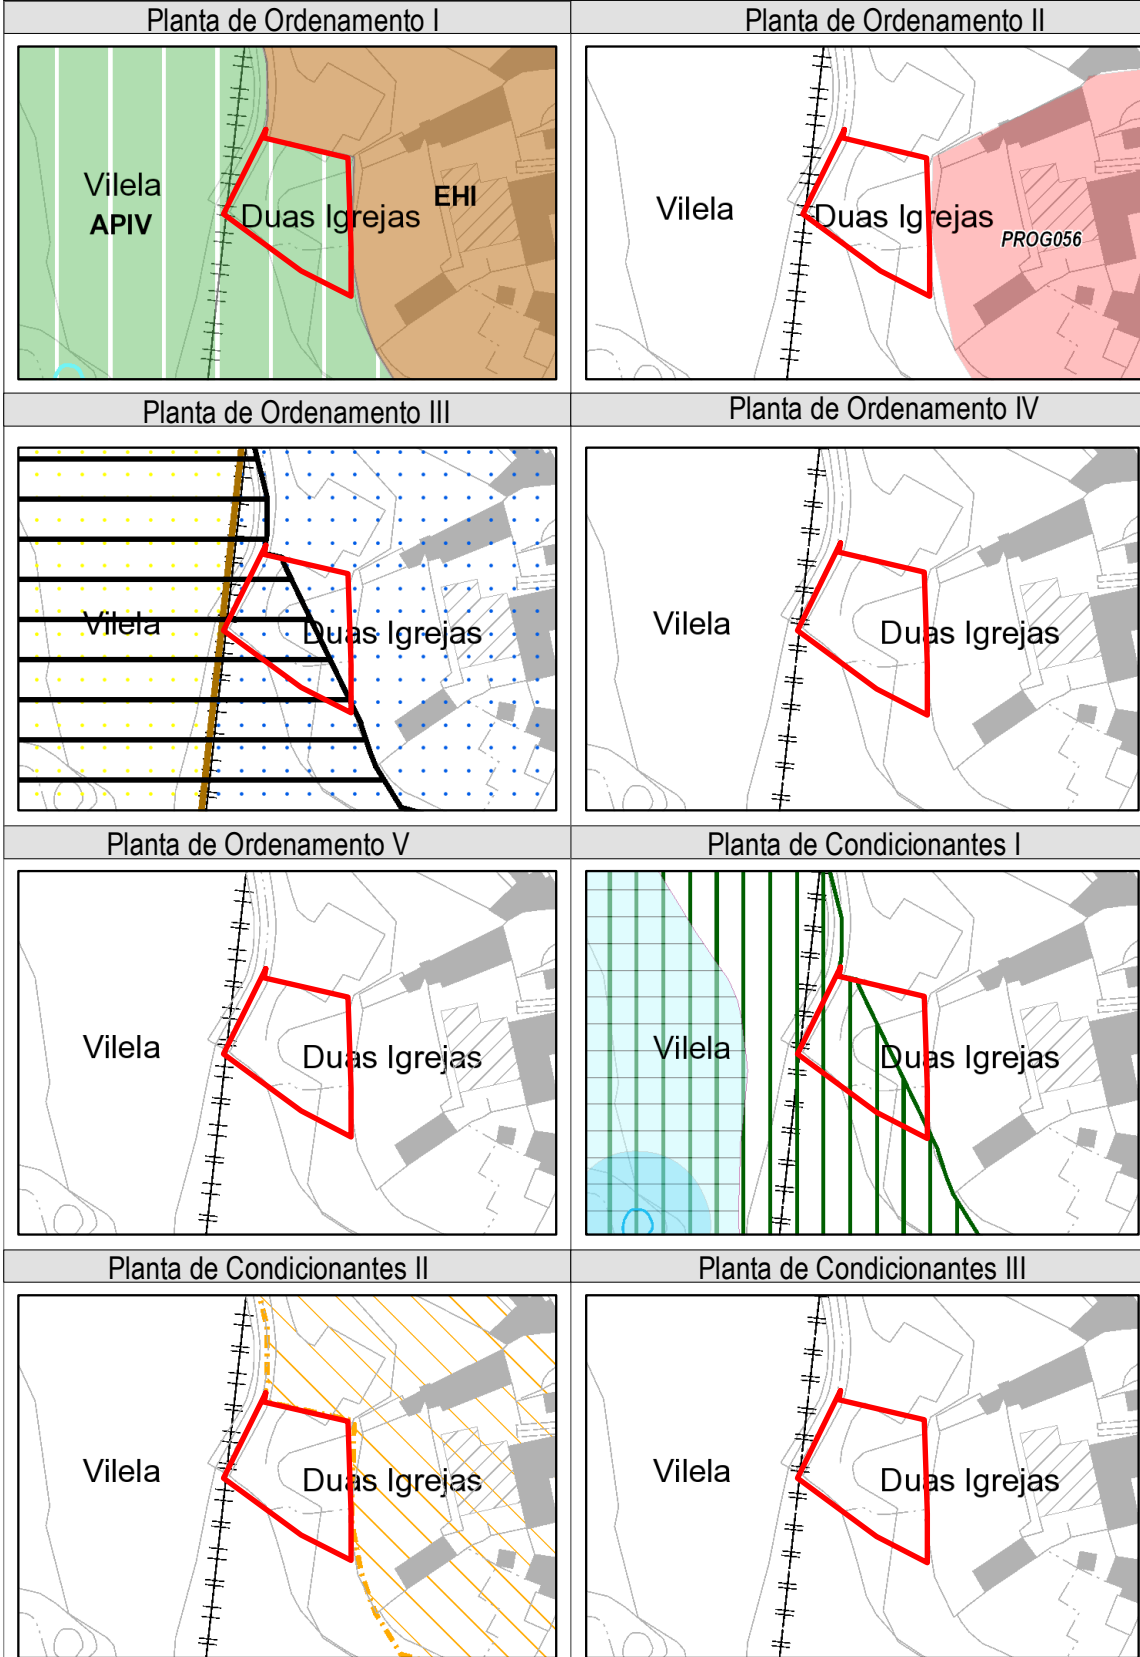 Planta de Ordenamento I
Planta de Ordenamento II
Vilela
APIV
Duas Igrejas
EHI
Vilela
Duas Igrejas
PROG056
Planta de Ordenamento III
Planta de Ordenamento IV
Vilela
Duas Igrejas
Vilela
Duas Igrejas
Planta de Ordenamento V
Planta de Condicionantes I
Vilela
Duas Igrejas
Vilela
Duas Igrejas
Planta de Condicionantes II
Planta de Condicionantes III
Vilela
Duas Igrejas
Vilela
Duas Igrejas